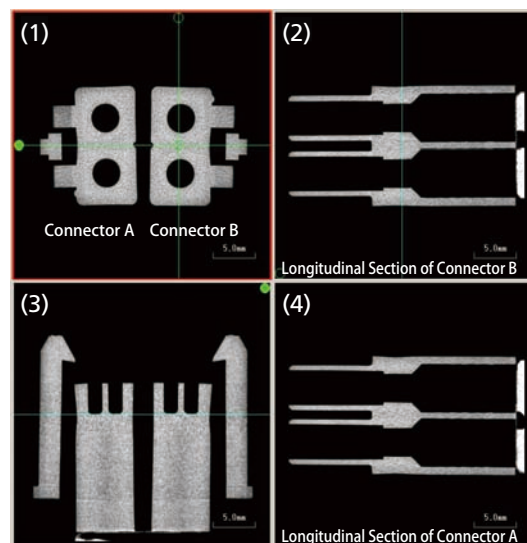 (1)
Connector A
Connector B
5.0mm
(2)
5.0mm
Longitudinal Section of Connector B
(3)
5.0mm
(4)
5.0mm
Longitudinal Section of Connector A